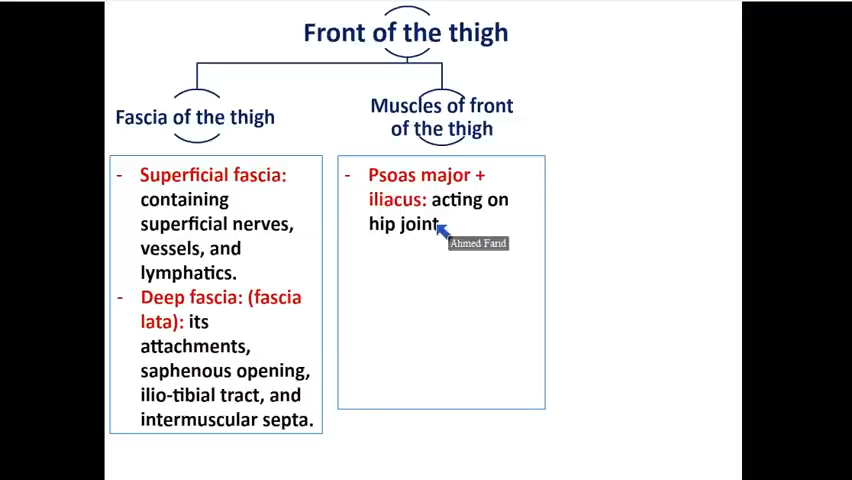 Front of the thigh
Fascia of the thigh
Muscles of front
of the thigh
- Superficial fascia:
containing
superficial nerves,
vessels, and
lymphatics.
- Deep fascia: (fascia
lata): its
attachments,
saphenous opening,
ilio-tibial tract, and
intermuscular septa.
- Psoas major +
iliacus: acting on
hip joint
Ahmed Farid